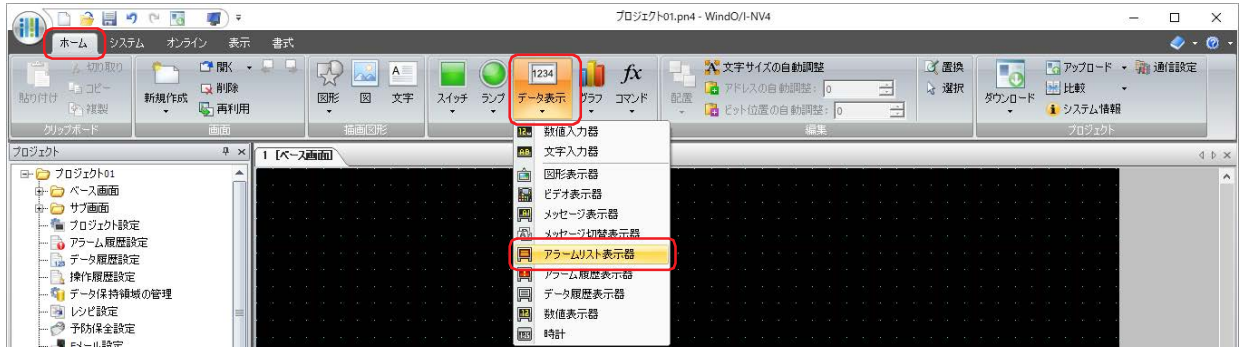 プロジェクト01.pn4 - WindO/I-NV4
ホーム システム オンライン 表示 書式
貼り付け
切り取り
コピー
複製
クリップボード
新規作成
開く
削除
再利用
画面
図形
図
文字
描画図形
スイッチ
ランプ
1234
データ表示
グラフ
fx
コマンド
配置
文字サイズの自動調整
アドレスの自動調整: 0
ビット位置の自動調整: 0
置換
選択
編集
ダウンロード
アップロード
比較
システム情報
通信設定
プロジェクト
プロジェクト
プロジェクト01
ベース画面
サブ画面
プロジェクト設定
アラーム履歴設定
データ履歴設定
操作履歴設定
データ保持領域の管理
レシピ設定
予防保全設定
Eメール設定
1 [ベース画面]
数値入力器
文字入力器
図形表示器
ビデオ表示器
メッセージ表示器
メッセージ切替表示器
アラームリスト表示器
アラーム履歴表示器
データ履歴表示器
数値表示器
時計